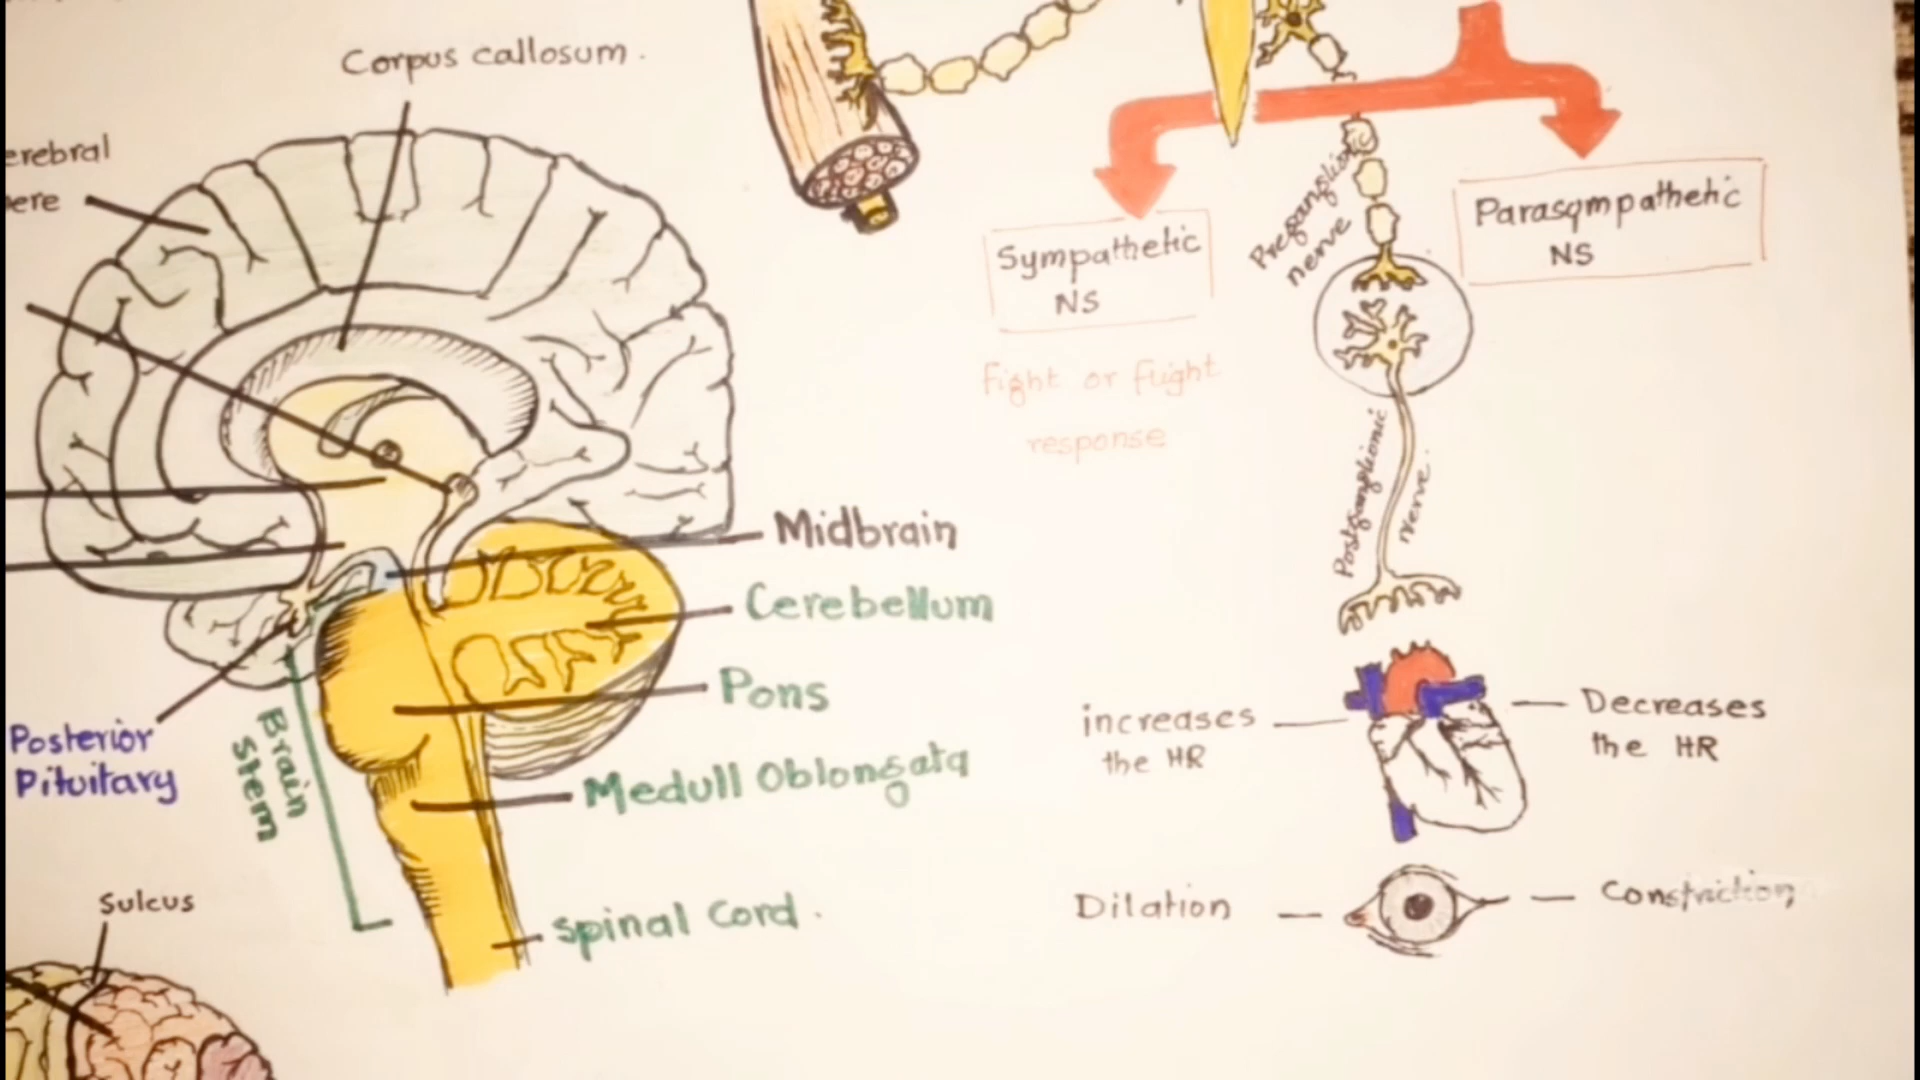 Corpus callosum.
erebral
ere
Midbrain
Cerebellum
Pons
Medull Oblongata
spinal Cord.
Brain
stem
Posterior
Pituitary
Sulcus
Sympathetic
NS
Fight or flight
response
Preganglionic
nerve
Parasympathetic
NS
Postganglionic
nerve.
increases
the HR
Decreases
the HR
Dilation
Constriction